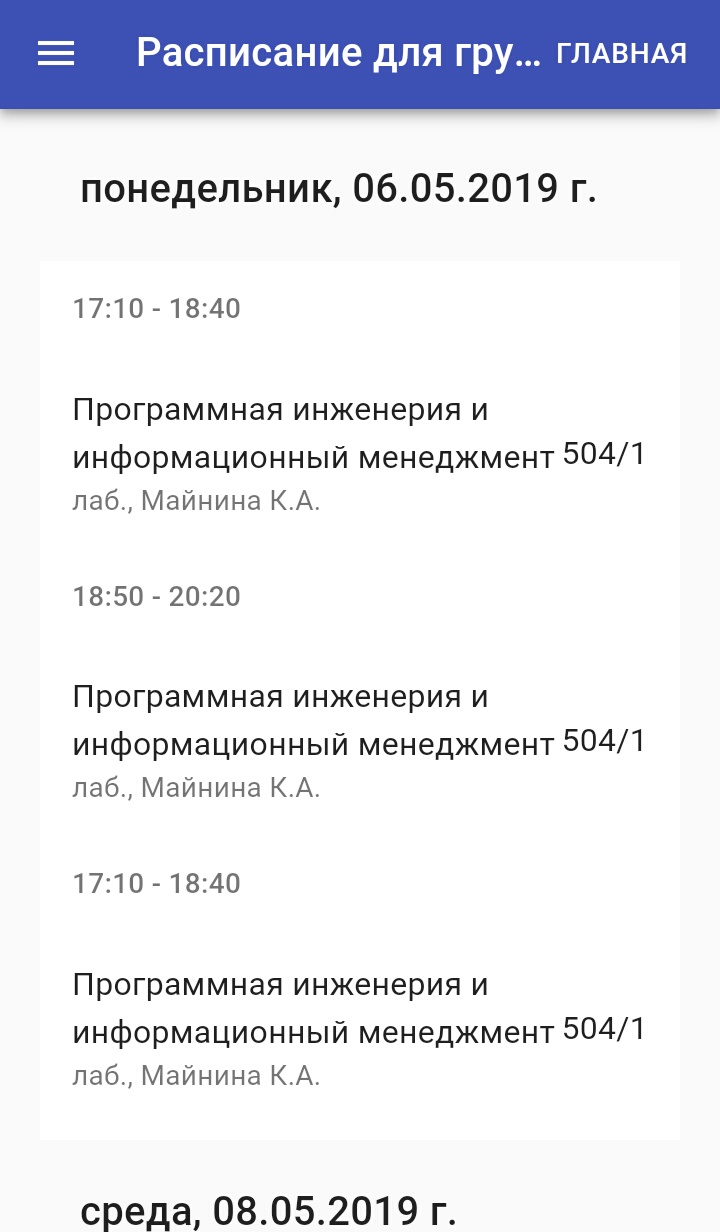 Расписание для гру... ГЛАВНАЯ
понедельник, 06.05.2019 г.
17:10 - 18:40
Программная инженерия и
информационный менеджмент 504/1
лаб., Майнина К.А.
18:50 - 20:20
Программная инженерия и
информационный менеджмент 504/1
лаб., Майнина К.А.
17:10 - 18:40
Программная инженерия и
информационный менеджмент 504/1
лаб., Майнина К.А.
среда, 08.05.2019 г.